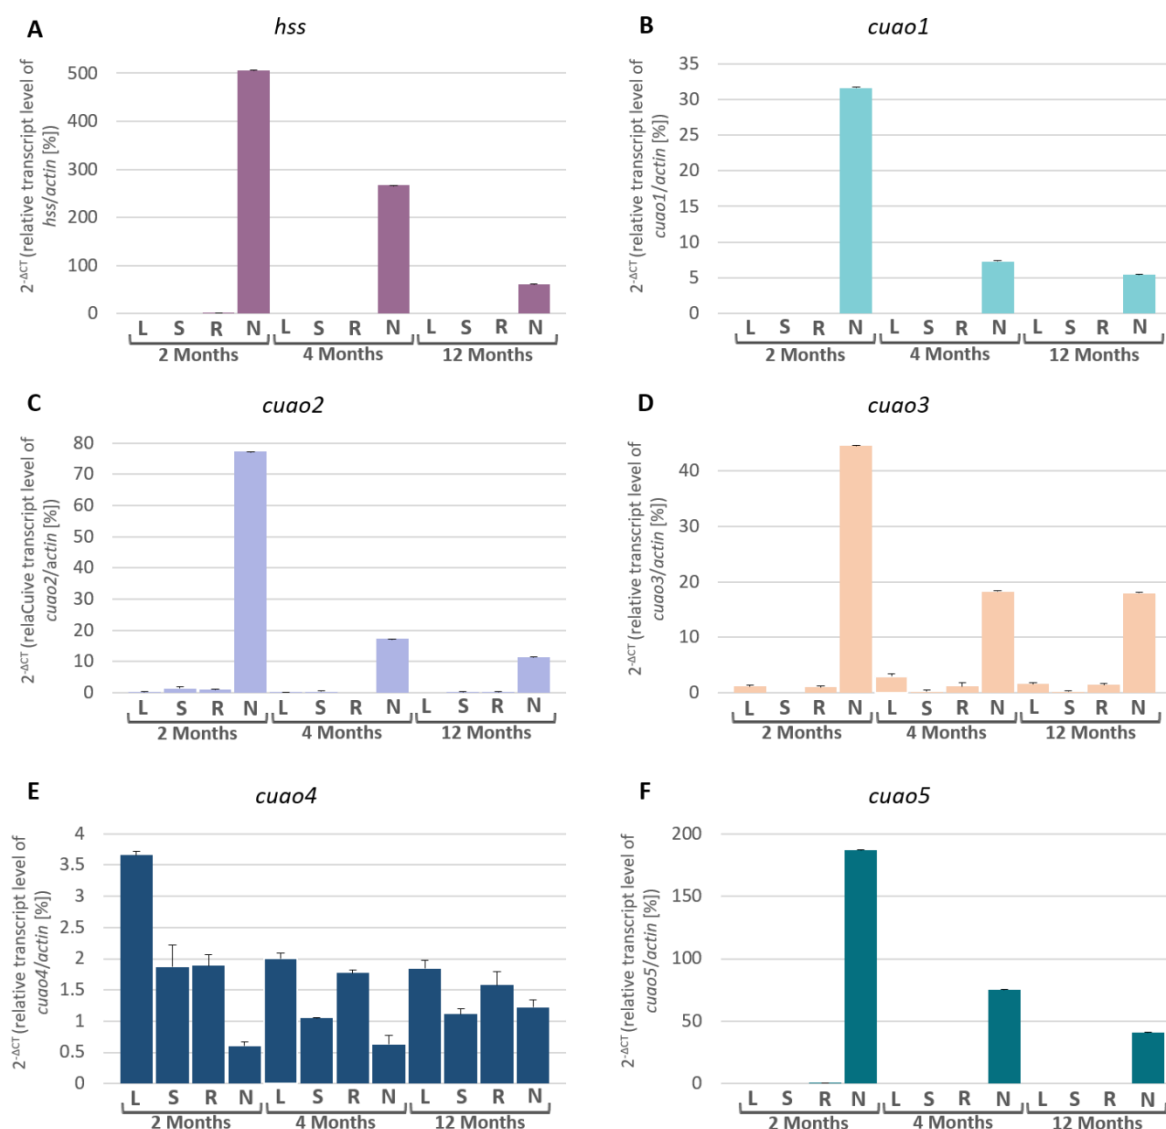 A
hss
2-ΔCT (relative transcript level of
hss/actin [%])
500
400
300
200
100
0
L S R N L S R N L S R N
2 Months 4 Months 12 Months
B
cuao1
2-ΔCT (relative transcript level of
cuao1/actin [%])
35
30
25
20
15
10
5
0
L S R N L S R N L S R N
2 Months 4 Months 12 Months
C
cuao2
2-ΔCT (relaCuive transcript level of
cuao2/actin [%])
80
70
60
50
40
30
20
10
0
L S R N L S R N L S R N
2 Months 4 Months 12 Months
D
cuao3
2-ΔCT (relative transcript level of
cuao3/actin [%])
40
30
20
10
0
L S R N L S R N L S R N
2 Months 4 Months 12 Months
E
cuao4
2-ΔCT (relative transcript level of
cuao4/actin [%])
4
3.5
3
2.5
2
1.5
1
0.5
0
L S R N L S R N L S R N
2 Months 4 Months 12 Months
F
cuao5
2-ΔCT (relative transcript level of
cuao5/actin [%])
200
150
100
50
0
L S R N L S R N L S R N
2 Months 4 Months 12 Months